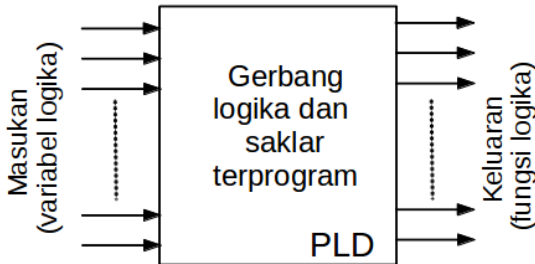 Masukan
(variabel logika)
Gerbang
logika dan
saklar
terprogram
PLD
Keluaran
(fungsi logika)